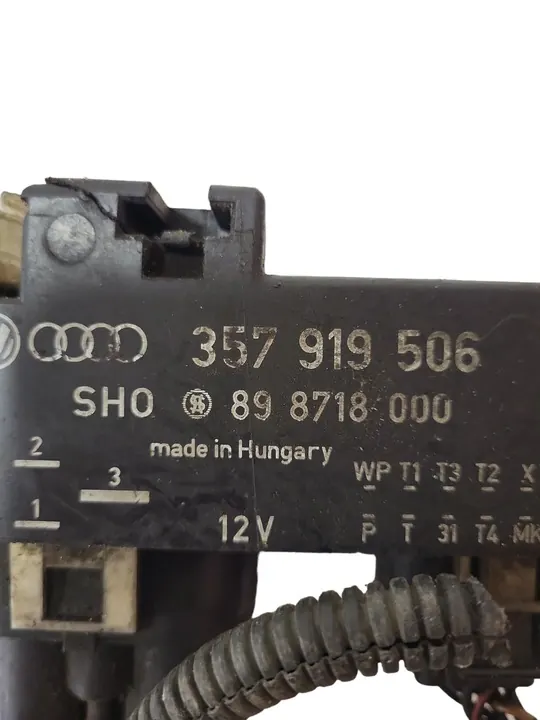 357 919 506
SHO 89 8718 000
made in Hungary
2
3
1
WP T1 T3 T2 X
P T 31 T4 MK
12V